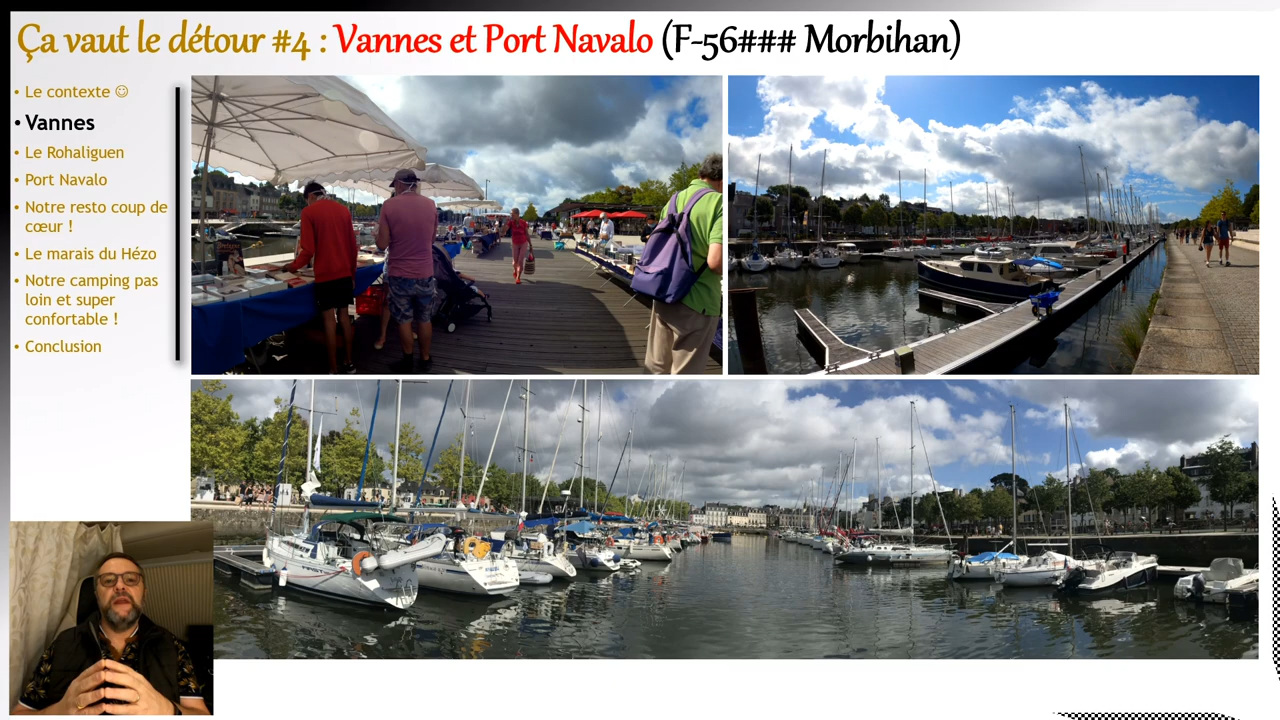 Ça vaut le détour #4 : Vannes et Port Navalo (F-56### Morbihan)
• Le contexte ☺
• Vannes
• Le Rohaliguen
• Port Navalo
• Notre resto coup de
cœur !
• Le marais du Hézo
• Notre camping pas
loin et super
confortable !
• Conclusion